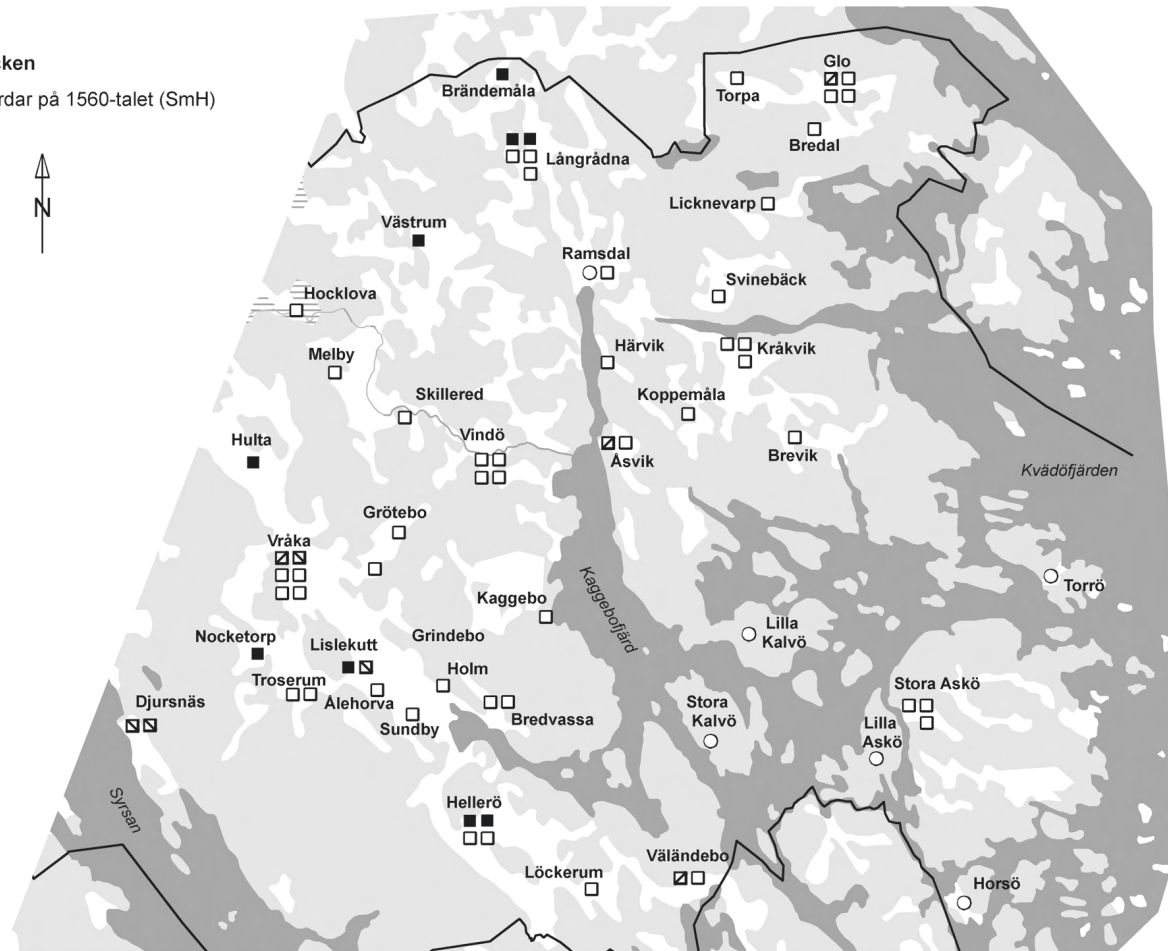 ken
rdar på 1560-talet (SmH)
N
Brändemåla
Glo
Torpa
Bredal
Långrådna
Licknevarp
Västrum
Ramsdal
Svinebäck
Hocklova
Härvik
Kråkvik
Melby
Koppemåla
Skillered
Vindö
Hulta
Åsvik
Brevik
Kvädöfjärden
Grötebo
Vråka
Kaggebofjärd
Torrö
Kaggebo
Lilla
Kalvö
Nocketorp
Lislekutt
Grindebo
Holm
Troserum
Ålehorva
Stora Askö
Djursnäs
Bredvassa
Stora
Kalvö
Sundby
Lilla
Askö
Syrsan
Hellerö
Väländebo
Löckerum
Horsö